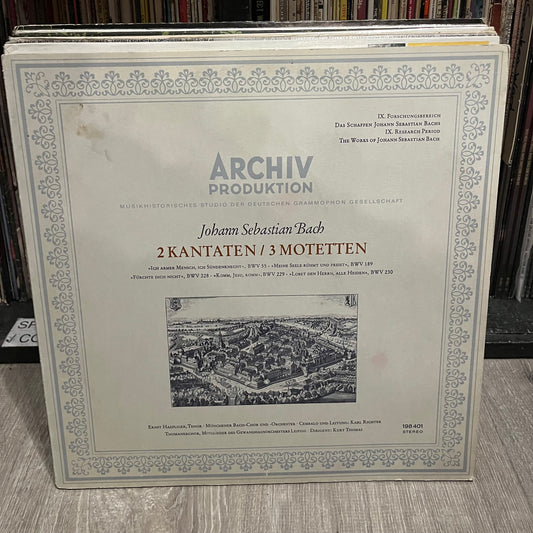 IX. Forschungsbereich
Das Schaffen Johann Sebastian Bachs
IX. Research Period
The Works of Johann Sebastian Bach
ARCHIV
PRODUKTION
MUSIKHISTORISCHES STUDIO DER DEUTSCHEN GRAMMOPHON GESELLSCHAFT
Johann Sebastian Bach
2 KANTATEN / 3 MOTETTEN
»Ich armer Mensch, ich Sündenknecht«, BWV 55 · »Meine Seele rühmt und preist«, BWV 189
»Fürchte dich nicht«, BWV 228 · »Komm, Jesu, komm«, BWV 229 · »Lobet den Herrn, alle Heiden«, BWV 230
Ernst Haefliger, Tenor · Münchener Bach-Chor und -Orchester · Cembalo und Leitung: Karl Richter
Thomanerchor, Mitglieder des Gewandhausorchesters Leipzig · Dirigent: Kurt Thomas
198 401
STEREO